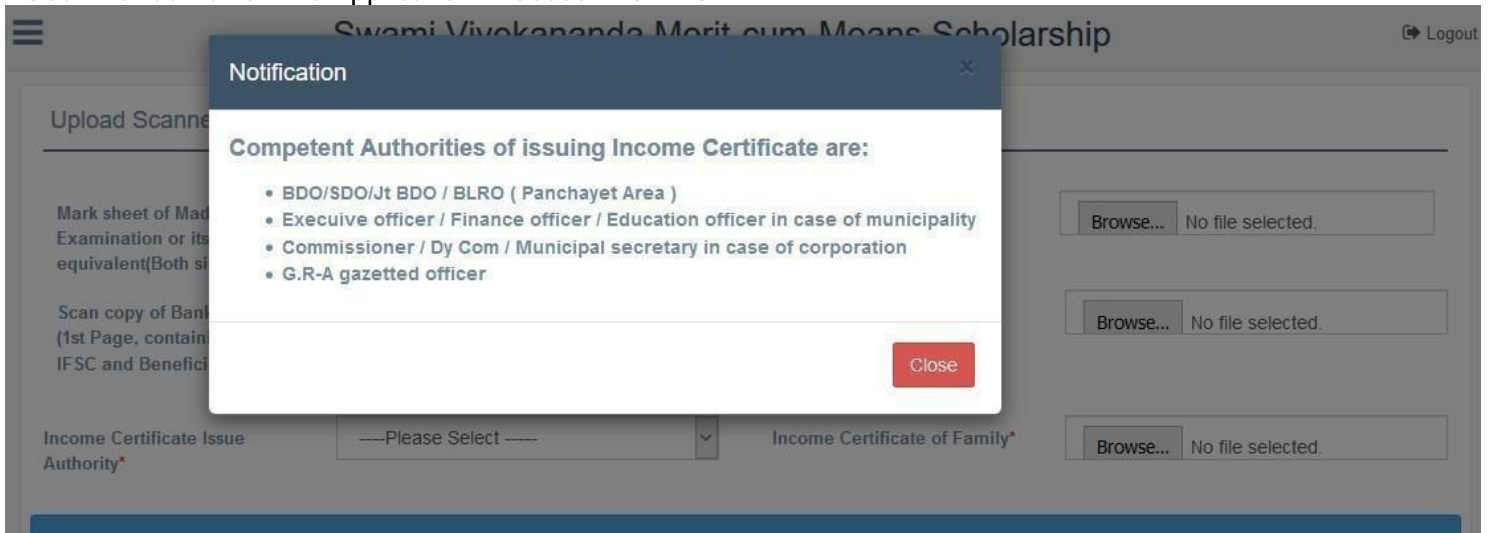 Swami Vivekananda Merit cum Means Scholarship
Logout
Notification
×
Upload Scanne
Competent Authorities of issuing Income Certificate are:
• BDO/SDO/Jt BDO / BLRO ( Panchayet Area )
• Execuive officer / Finance officer / Education officer in case of municipality
• Commissioner / Dy Com / Municipal secretary in case of corporation
• G.R-A gazetted officer
Mark sheet of Mad
Examination or its
equivalent(Both si
Browse... No file selected.
Scan copy of Bank
(1st Page, containi
IFSC and Benefici
Browse... No file selected.
Close
Income Certificate Issue
Authority*
----Please Select -----
Income Certificate of Family*
Browse... No file selected.